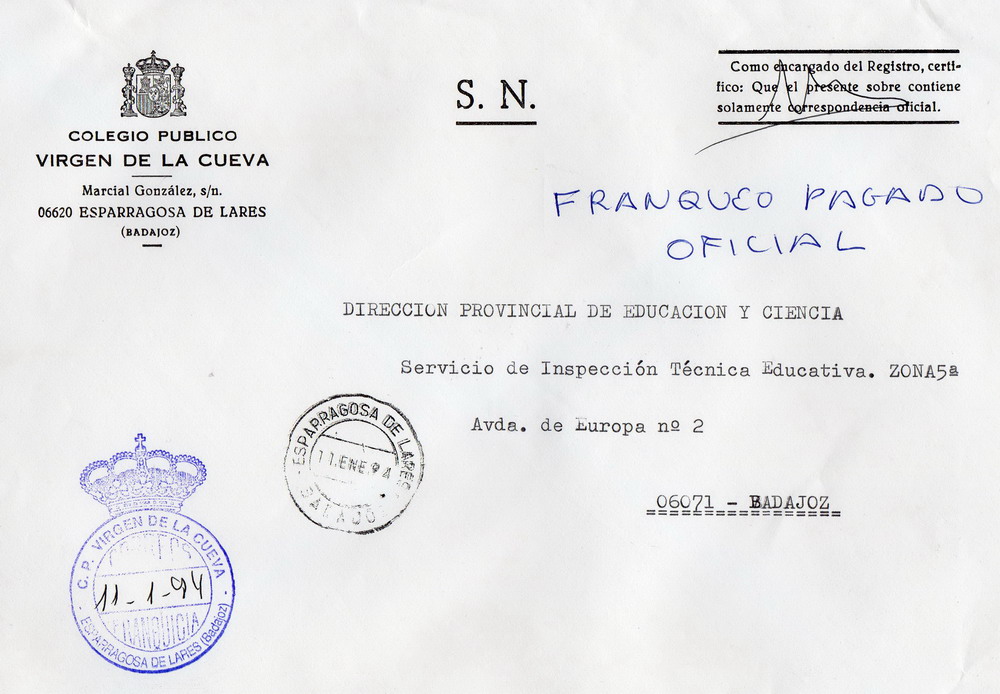 COLEGIO PUBLICO
VIRGEN DE LA CUEVA
Marcial González, s/n.
06620 ESPARRAGOSA DE LARES
(BADAJOZ)
S. N.
Como encargado del Registro, certi-
fico: Que el presente sobre contiene
solamente correspondencia oficial.
FRANQUEO PAGADO
OFICIAL
DIRECCION PROVINCIAL DE EDUCACION Y CIENCIA
Servicio de Inspección Técnica Educativa. ZONA5ª
Avda. de Europa nº 2
06071 - BADAJOZ
ESPARRAGOSA DE LARES
11.ENE.94
BADAJOZ
C.P. VIRGEN DE LA CUEVA
CORREOS
11-1-94
FRANQUICIA
ESPARRAGOSA DE LARES (Badajoz)